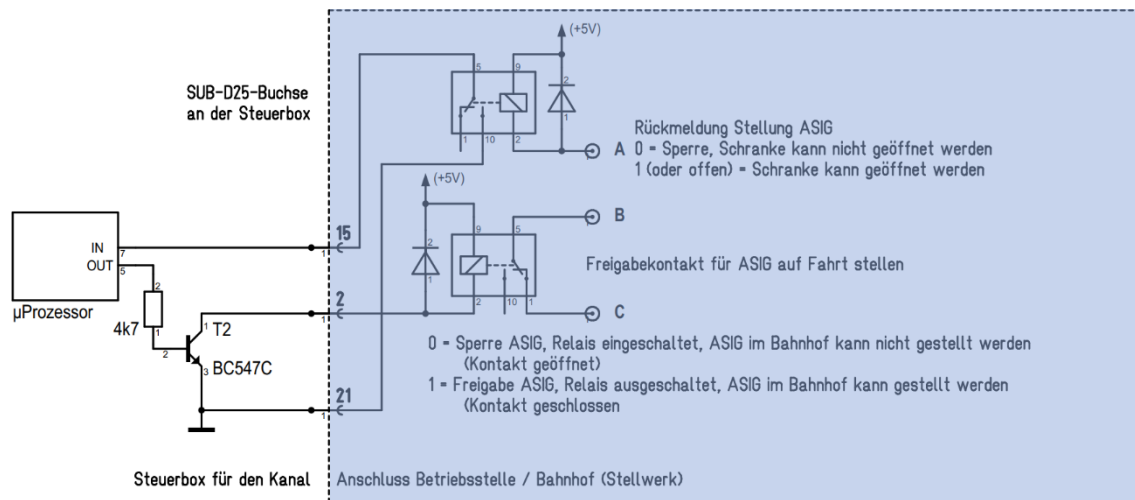 (+5V)
5
9
SUB-D25-Buchse
an der Steuerbox
2
1
1
10
2
Rückmeldung Stellung ASIG
A 0 = Sperre, Schranke kann nicht geöffnet werden
1 (oder offen) = Schranke kann geöffnet werden
(+5V)
B
15
9
5
IN
7
1
2
1
Freigabekontakt für ASIG auf Fahrt stellen
OUT
5
µProzessor
2
1
4k7
2
1
2
10
1
C
1
T2
2
BC547C
3
0 = Sperre ASIG, Relais eingeschaltet, ASIG im Bahnhof kann nicht gestellt werden
(Kontakt geöffnet)
1 = Freigabe ASIG, Relais ausgeschaltet, ASIG im Bahnhof kann gestellt werden
(Kontakt geschlossen
21
1
Steuerbox für den Kanal
Anschluss Betriebsstelle / Bahnhof (Stellwerk)